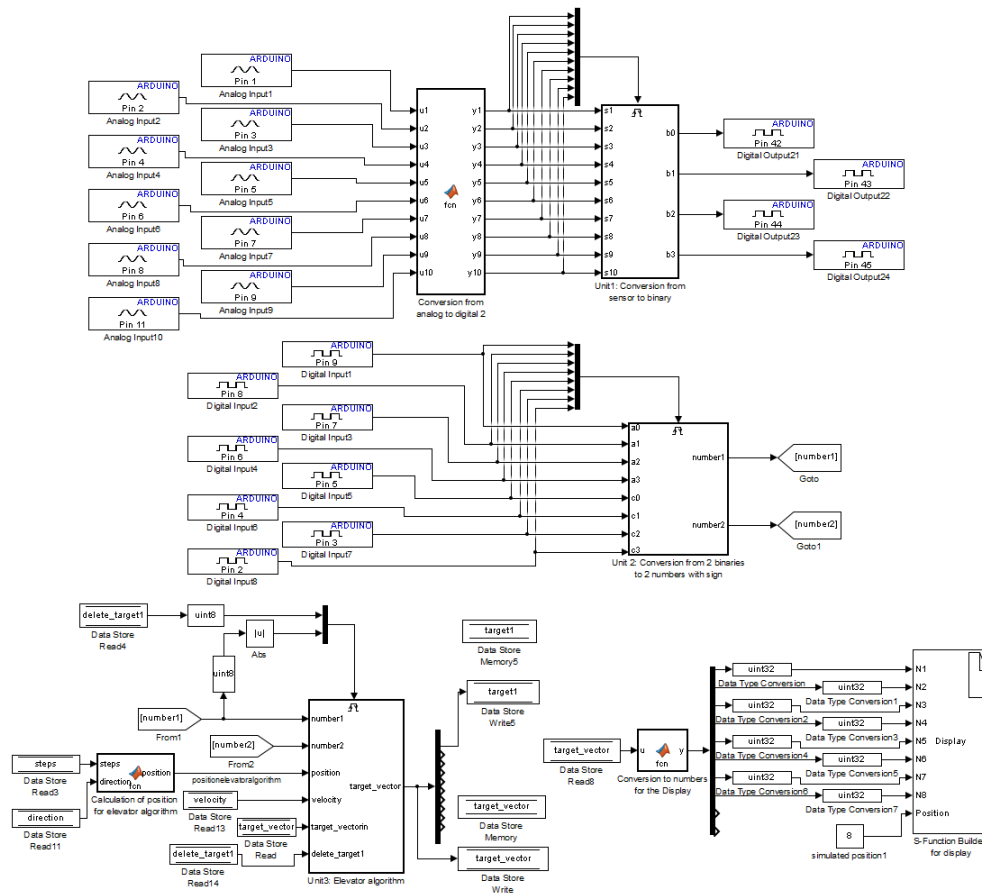 ARDUINO
Pin 1
Analog Input1
ARDUINO
Pin 2
Analog Input2
ARDUINO
Pin 3
Analog Input3
ARDUINO
Pin 4
Analog Input4
ARDUINO
Pin 5
Analog Input5
ARDUINO
Pin 6
Analog Input6
ARDUINO
Pin 7
Analog Input7
ARDUINO
Pin 8
Analog Input8
ARDUINO
Pin 9
Analog Input9
ARDUINO
Pin 11
Analog Input10
u1
u2
u3
u4
u5
u6
u7
u8
u9
u10
fcn
y1
y2
y3
y4
y5
y6
y7
y8
y9
y10
Conversion from
analog to digital 2
s1
s2
s3
s4
s5
s6
s7
s8
s9
s10
b0
b1
b2
b3
Unit1: Conversion from
sensor to binary
ARDUINO
Pin 42
Digital Output21
ARDUINO
Pin 43
Digital Output22
ARDUINO
Pin 44
Digital Output23
ARDUINO
Pin 45
Digital Output24
ARDUINO
Pin 9
Digital Input1
ARDUINO
Pin 8
Digital Input2
ARDUINO
Pin 7
Digital Input3
ARDUINO
Pin 6
Digital Input4
ARDUINO
Pin 5
Digital Input5
ARDUINO
Pin 4
Digital Input6
ARDUINO
Pin 3
Digital Input7
ARDUINO
Pin 2
Digital Input8
a0
a1
a2
a3
c0
c1
c2
c3
number1
number2
Unit 2: Conversion from 2 binaries
to 2 numbers with sign
[number1]
Goto
[number2]
Goto1
delete_target1
Data Store
Read4
uint8
|u|
Abs
uint8
[number1]
From1
[number2]
From2
steps
Data Store
Read3
direction
Data Store
Read11
steps
direction
position
fcn
Calculation of position
for elevator algorithm
positionelevatoralgorithm
velocity
Data Store
Read13
target_vector
Data Store
Read
delete_target1
Data Store
Read14
number1
number2
position
velocity
target_vectorin
delete_target1
target_vector
Unit3: Elevator algorithm
target1
Data Store
Memory5
target1
Data Store
Write5
target_vector
Data Store
Memory
target_vector
Data Store
Write
target_vector
Data Store
Read8
u
fcn
y
Conversion to numbers
for the Display
uint32
Data Type Conversion
uint32
Data Type Conversion1
uint32
Data Type Conversion2
uint32
Data Type Conversion3
uint32
Data Type Conversion4
uint32
Data Type Conversion5
uint32
Data Type Conversion6
uint32
Data Type Conversion7
8
simulated position1
N1
N2
N3
N4
N5
N6
N7
N8
Position
Display
S-Function Builde
for display